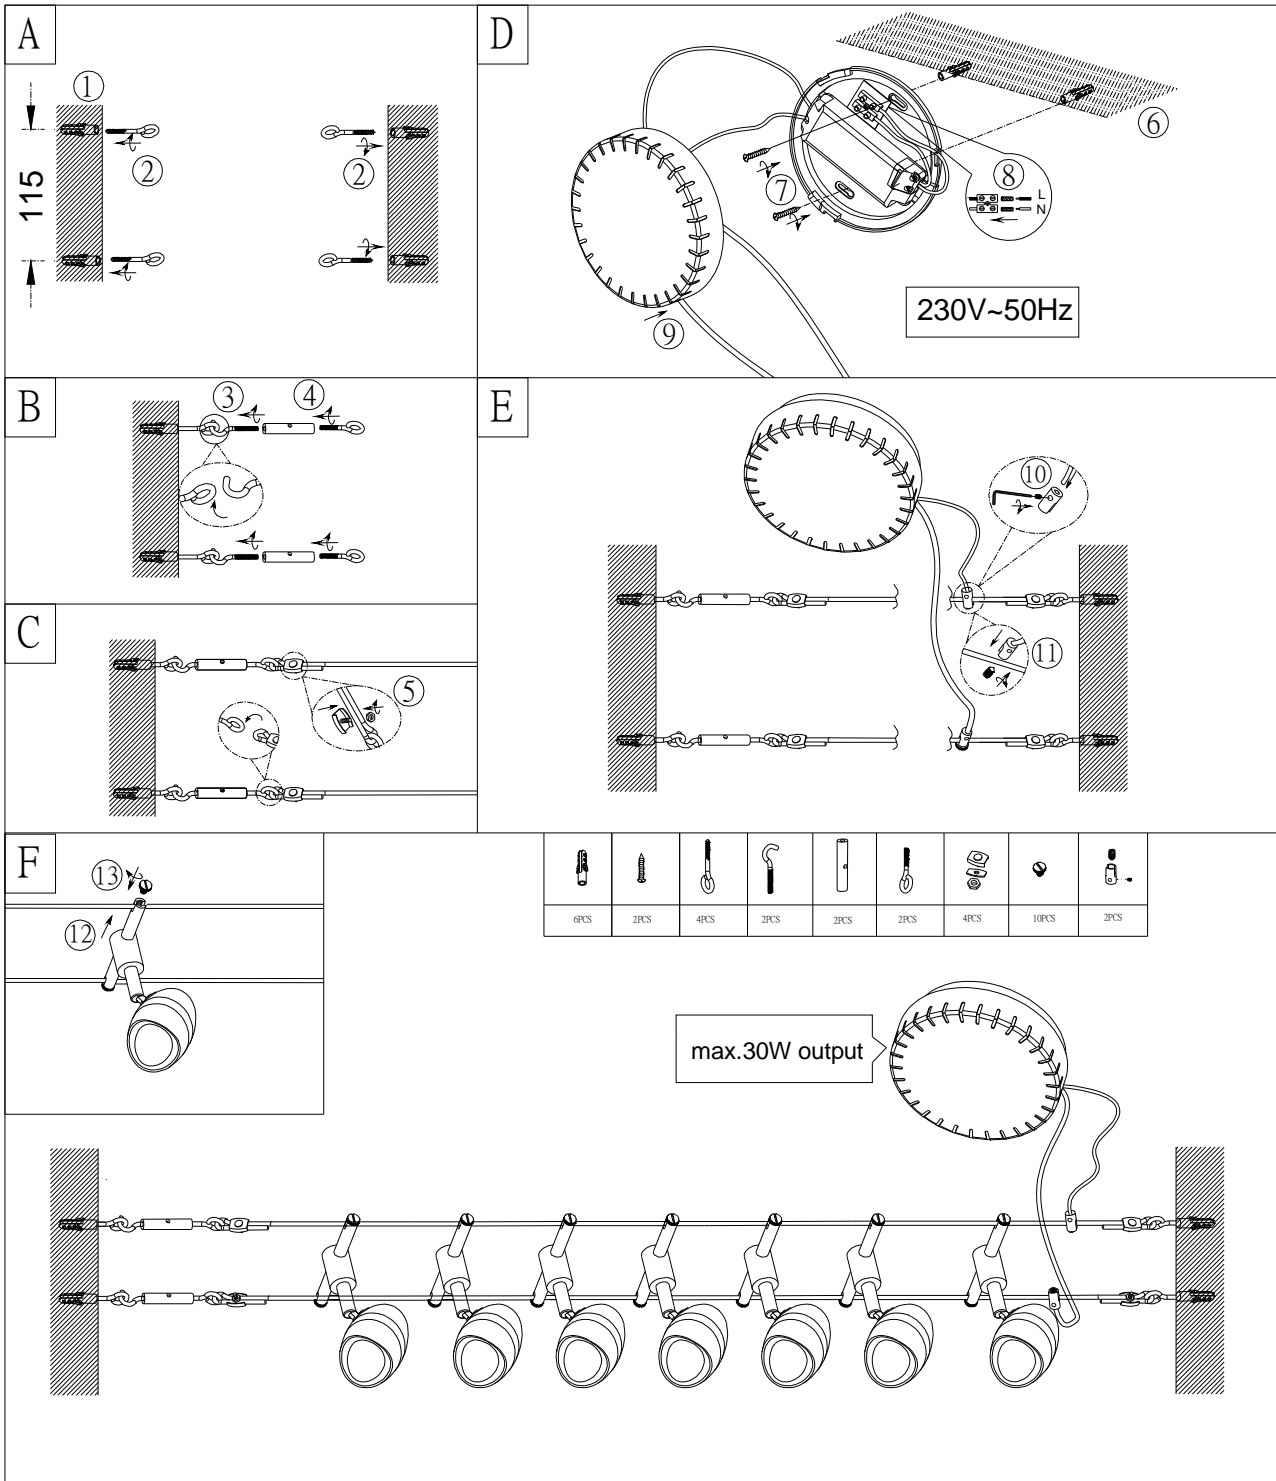 A
①
②
②
115
D
⑥
⑦
⑧
L
N
⑨
230V~50Hz
B
③
④
C
⑤
E
⑩
⑪
F
⑬
⑫
6PCS 2PCS 4PCS 2PCS 2PCS 2PCS 4PCS 10PCS 2PCS
max.30W output